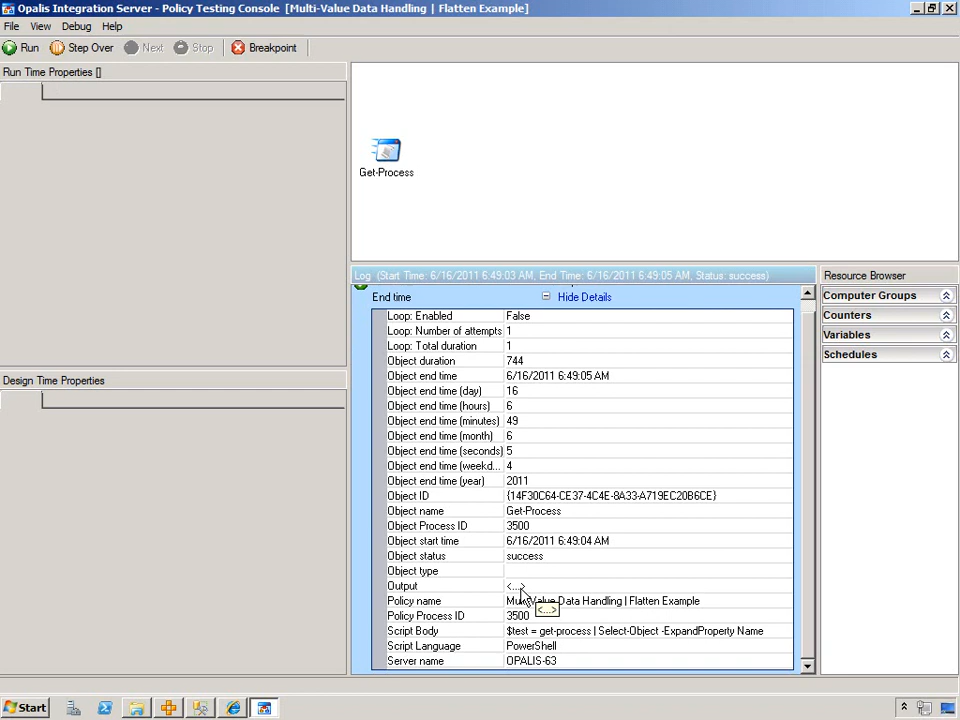 Opalis Integration Server - Policy Testing Console [Multi-Value Data Handling | Flatten Example]
File View Debug Help
Run Step Over Next Stop Breakpoint
Run Time Properties []
Get-Process
Log (Start Time: 6/16/2011 6:49:03 AM, End Time: 6/16/2011 6:49:05 AM, Status: success)
End time Hide Details
Loop: Enabled False
Loop: Number of attempts 1
Loop: Total duration 1
Object duration 744
Object end time 6/16/2011 6:49:05 AM
Object end time (day) 16
Object end time (hours) 6
Object end time (minutes) 49
Object end time (month) 6
Object end time (seconds) 5
Object end time (weekd... 4
Object end time (year) 2011
Object ID {14F30C64-CE37-4C4E-8A33-A719EC20B6CE}
Object name Get-Process
Object Process ID 3500
Object start time 6/16/2011 6:49:04 AM
Object status success
Object type
Output <...>
Policy name Multi-Value Data Handling | Flatten Example
<...>
Policy Process ID 3500
Script Body $test = get-process | Select-Object -ExpandProperty Name
Script Language PowerShell
Server name OPALIS-63
Resource Browser
Computer Groups
Counters
Variables
Schedules
Design Time Properties
Start